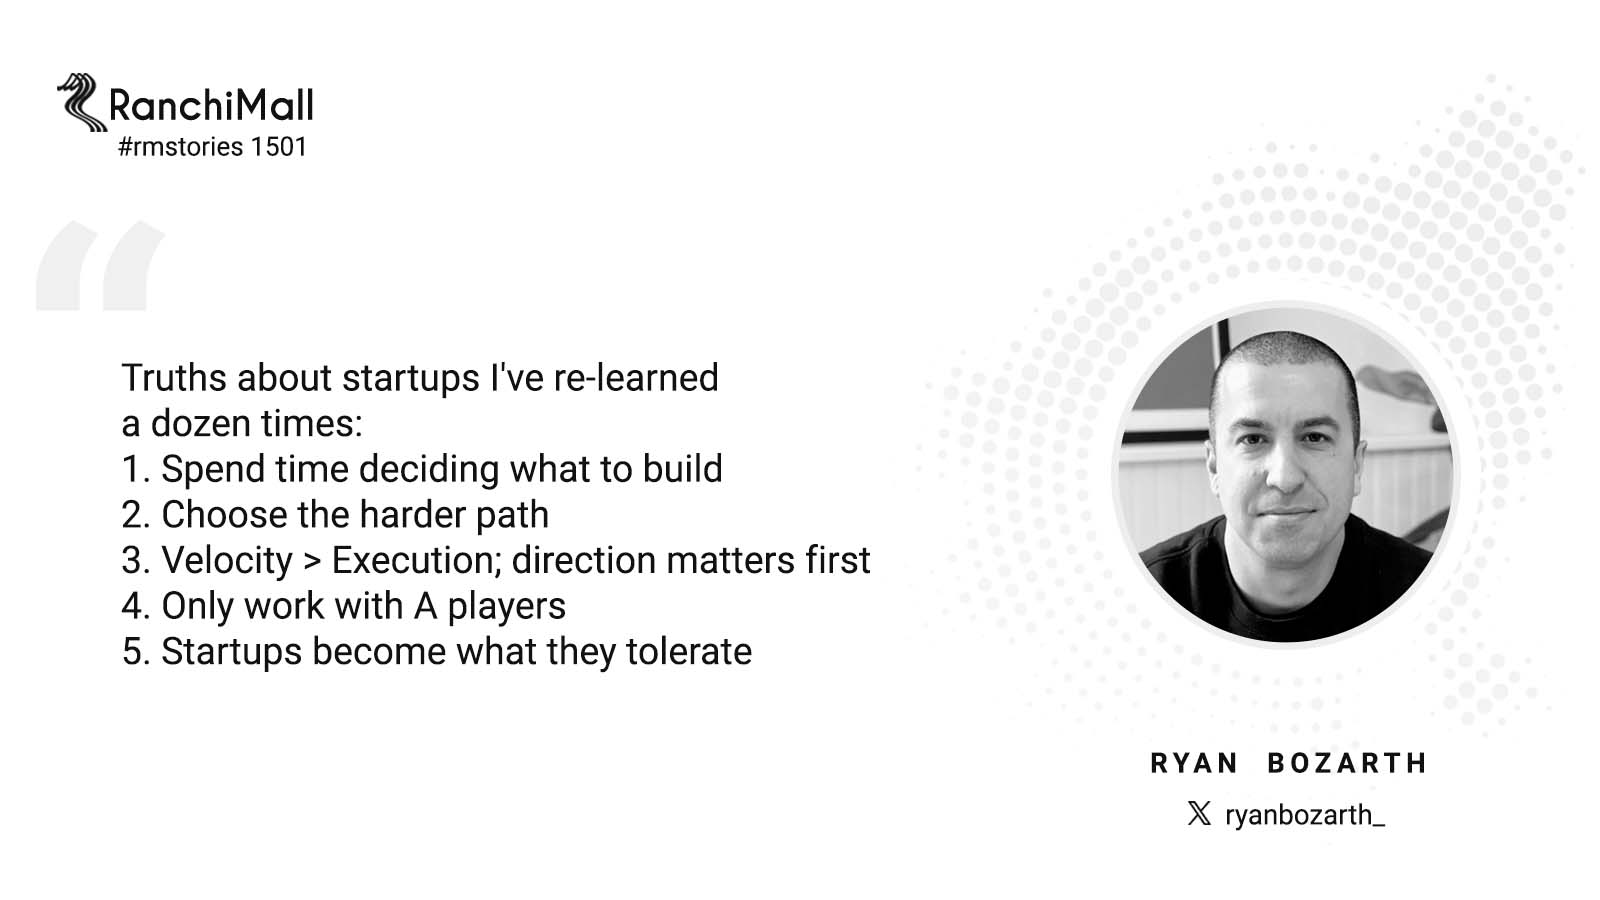 RanchiMall
#rmstories 1501
“
Truths about startups I've re-learned
a dozen times:
1. Spend time deciding what to build
2. Choose the harder path
3. Velocity > Execution; direction matters first
4. Only work with A players
5. Startups become what they tolerate
RYAN BOZARTH
𝕏 ryanbozarth_